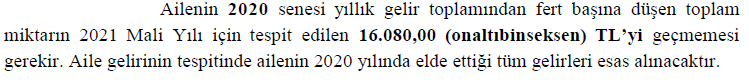 Ailenin 2020 senesi yıllık gelir toplamından fert başına düşen toplam
miktarın 2021 Mali Yılı için tespit edilen 16.080,00 (onaltıbinseksen) TL’yi geçmemesi
gerekir. Aile gelirinin tespitinde ailenin 2020 yılında elde ettiği tüm gelirleri esas alınacaktır.